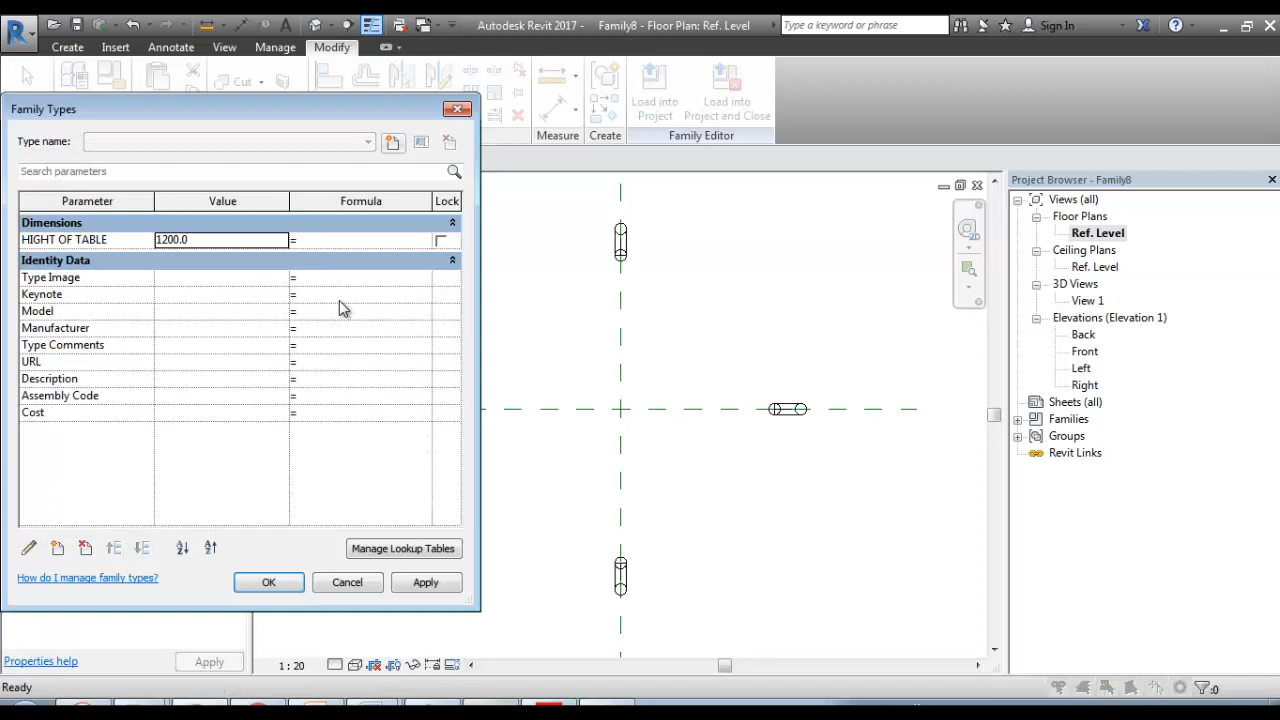 Autodesk Revit 2017 - Family8 - Floor Plan: Ref. Level
Type a keyword or phrase
Sign In
Create Insert Annotate View Manage Modify
Cut
Load into Project
Load into Project and Close
Measure Create Family Editor
Family Types
Type name:
Search parameters
Parameter Value Formula Lock
Dimensions
HIGHT OF TABLE 1200.0 =
Identity Data
Type Image =
Keynote =
Model =
Manufacturer =
Type Comments =
URL =
Description =
Assembly Code =
Cost =
Manage Lookup Tables
How do I manage family types?
OK Cancel Apply
Properties help Apply
1 : 20
Ready
:0
2D
Project Browser - Family8
Views (all)
Floor Plans
Ref. Level
Ceiling Plans
Ref. Level
3D Views
View 1
Elevations (Elevation 1)
Back
Front
Left
Right
Sheets (all)
Families
Groups
Revit Links